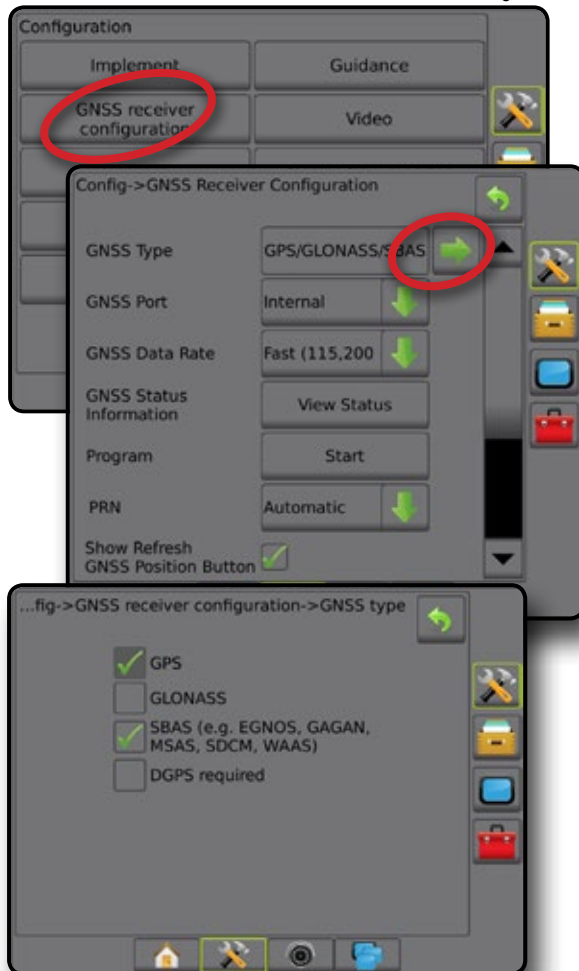 Configuration
Implement
Guidance
GNSS receiver
configuration
Video
Config->GNSS Receiver Configuration
GNSS Type
GPS/GLONASS/SBAS
GNSS Port
Internal
GNSS Data Rate
Fast (115,200
GNSS Status
Information
View Status
Program
Start
PRN
Automatic
Show Refresh
GNSS Position Button
...fig->GNSS receiver configuration->GNSS type
GPS
GLONASS
SBAS (e.g. EGNOS, GAGAN,
MSAS, SDCM, WAAS)
DGPS required